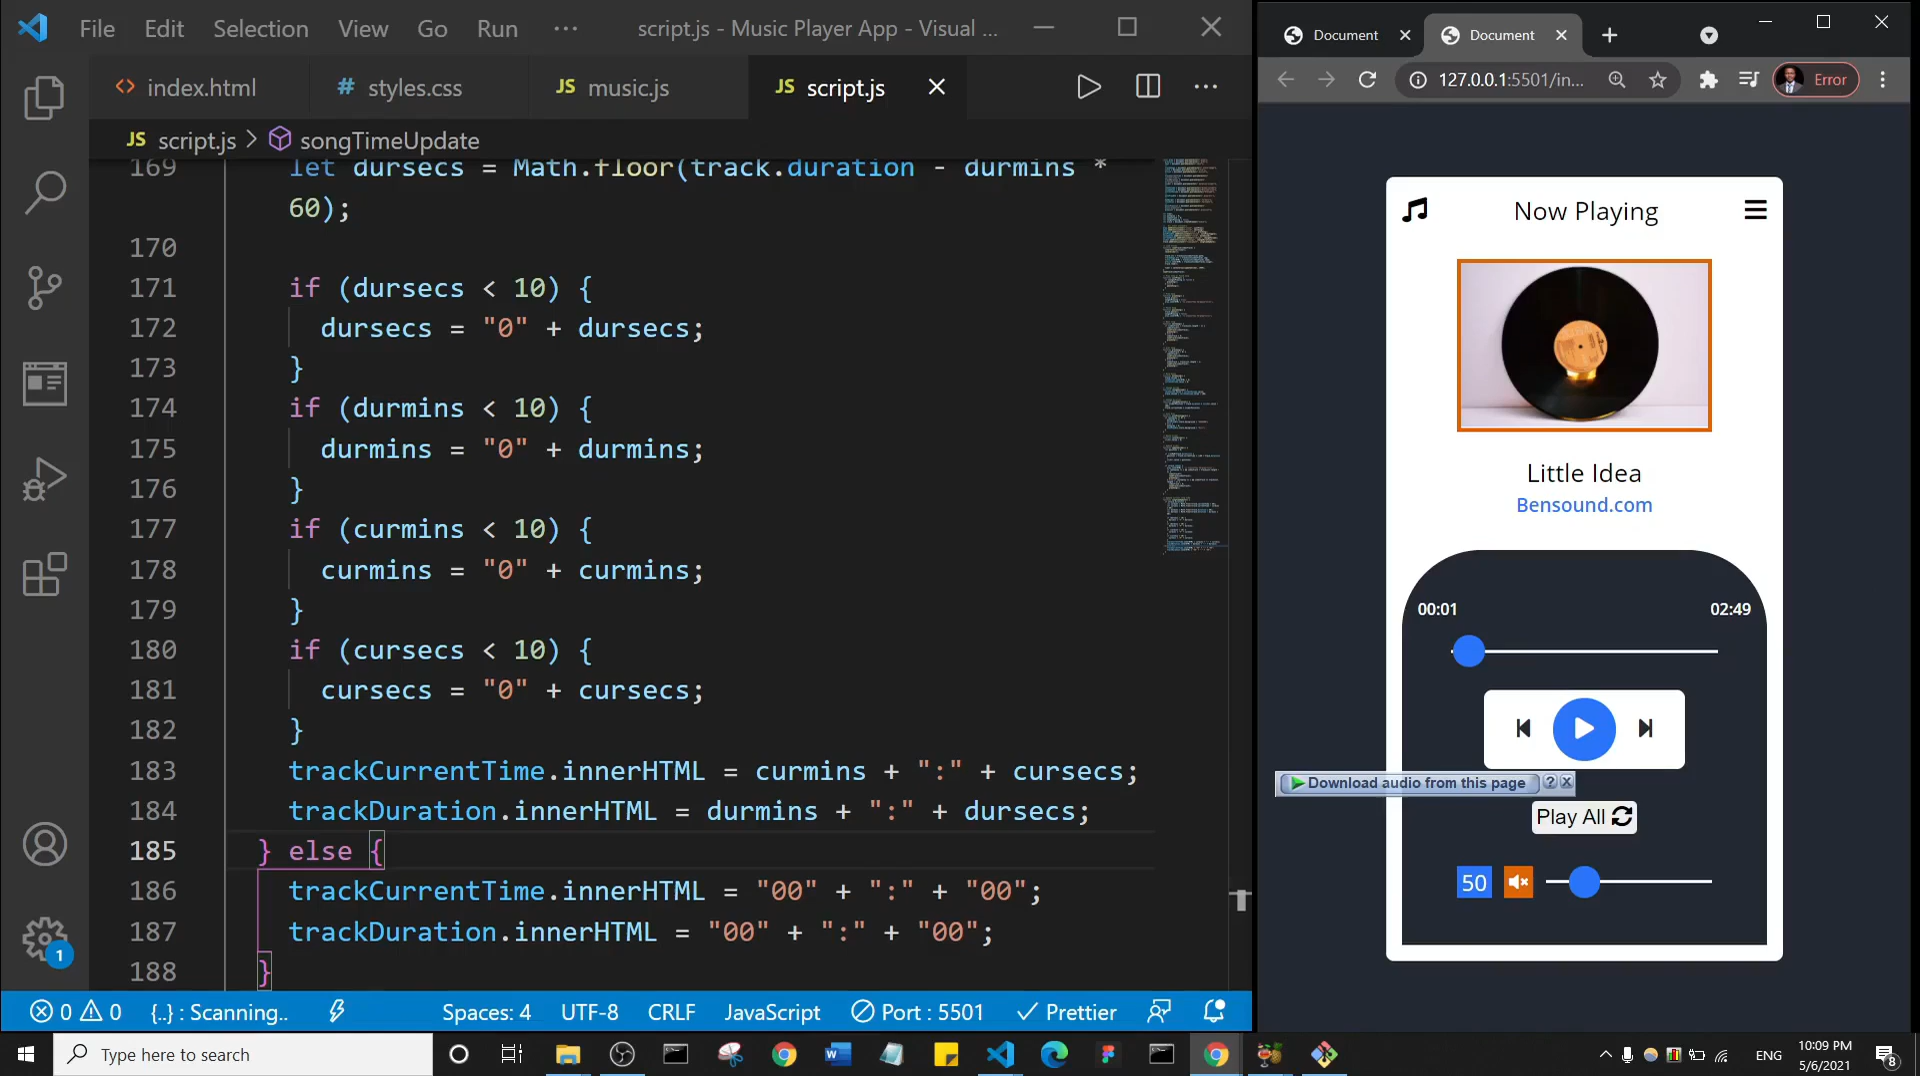 File Edit Selection View Go Run ··· script.js - Music Player App - Visual ...
index.html # styles.css JS music.js JS script.js
JS script.js > songTimeUpdate
169 let dursecs = Math.floor(track.duration - durmins *
60);
170
171 if (dursecs < 10) {
172 dursecs = "0" + dursecs;
173 }
174 if (durmins < 10) {
175 durmins = "0" + durmins;
176 }
177 if (curmins < 10) {
178 curmins = "0" + curmins;
179 }
180 if (cursecs < 10) {
181 cursecs = "0" + cursecs;
182 }
183 trackCurrentTime.innerHTML = curmins + ":" + cursecs;
184 trackDuration.innerHTML = durmins + ":" + dursecs;
185 } else {
186 trackCurrentTime.innerHTML = "00" + ":" + "00";
187 trackDuration.innerHTML = "00" + ":" + "00";
188 }
1
0 0 {..} : Scanning.. Spaces: 4 UTF-8 CRLF JavaScript Port : 5501 Prettier
Document Document
127.0.0.1:5501/in... Error
Now Playing
Little Idea
Bensound.com
00:01 02:49
Download audio from this page ? x
Play All
50
Type here to search
ENG 10:09 PM
5/6/2021 8